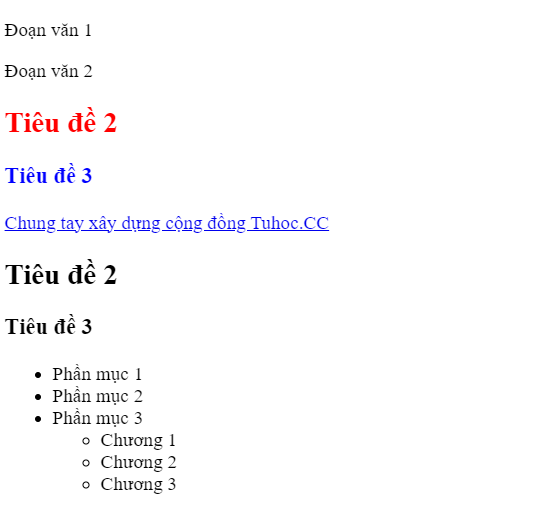 Đoạn văn 1
Đoạn văn 2
Tiêu đề 2
Tiêu đề 3
Chung tay xây dựng cộng đồng Tuhoc.CC
Tiêu đề 2
Tiêu đề 3
Phần mục 1
Phần mục 2
Phần mục 3
Chương 1
Chương 2
Chương 3